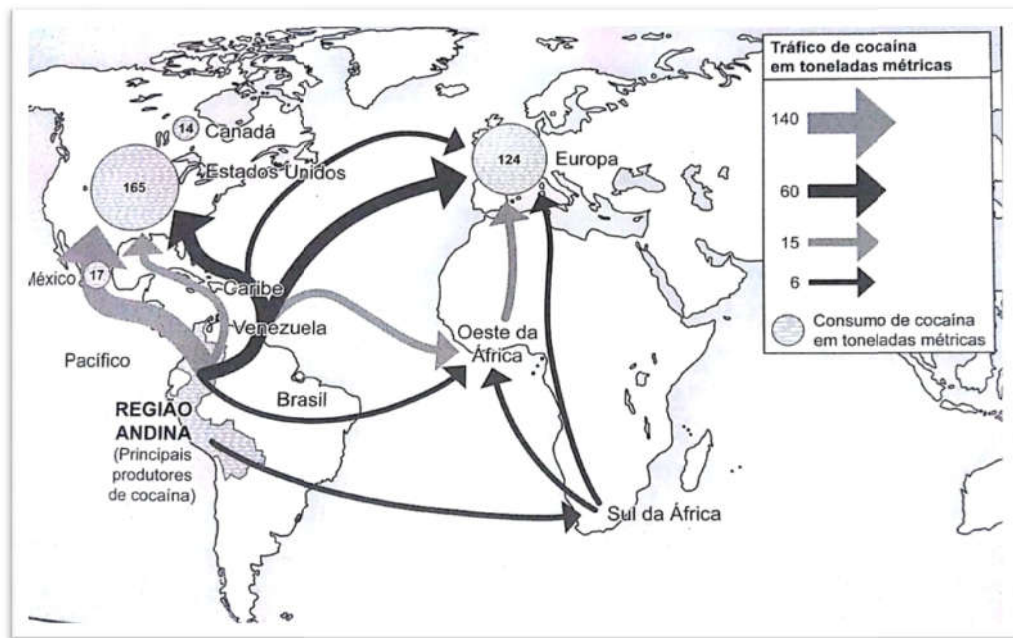 Tráfico de cocaína
em toneladas métricas
140
60
15
6
Consumo de cocaína
em toneladas métricas
14
Canadá
165
Estados Unidos
124
Europa
México
17
Caribe
Venezuela
Pacífico
Oeste da
África
Brasil
REGIÃO
ANDINA
(Principais
produtores
de cocaína)
Sul da África